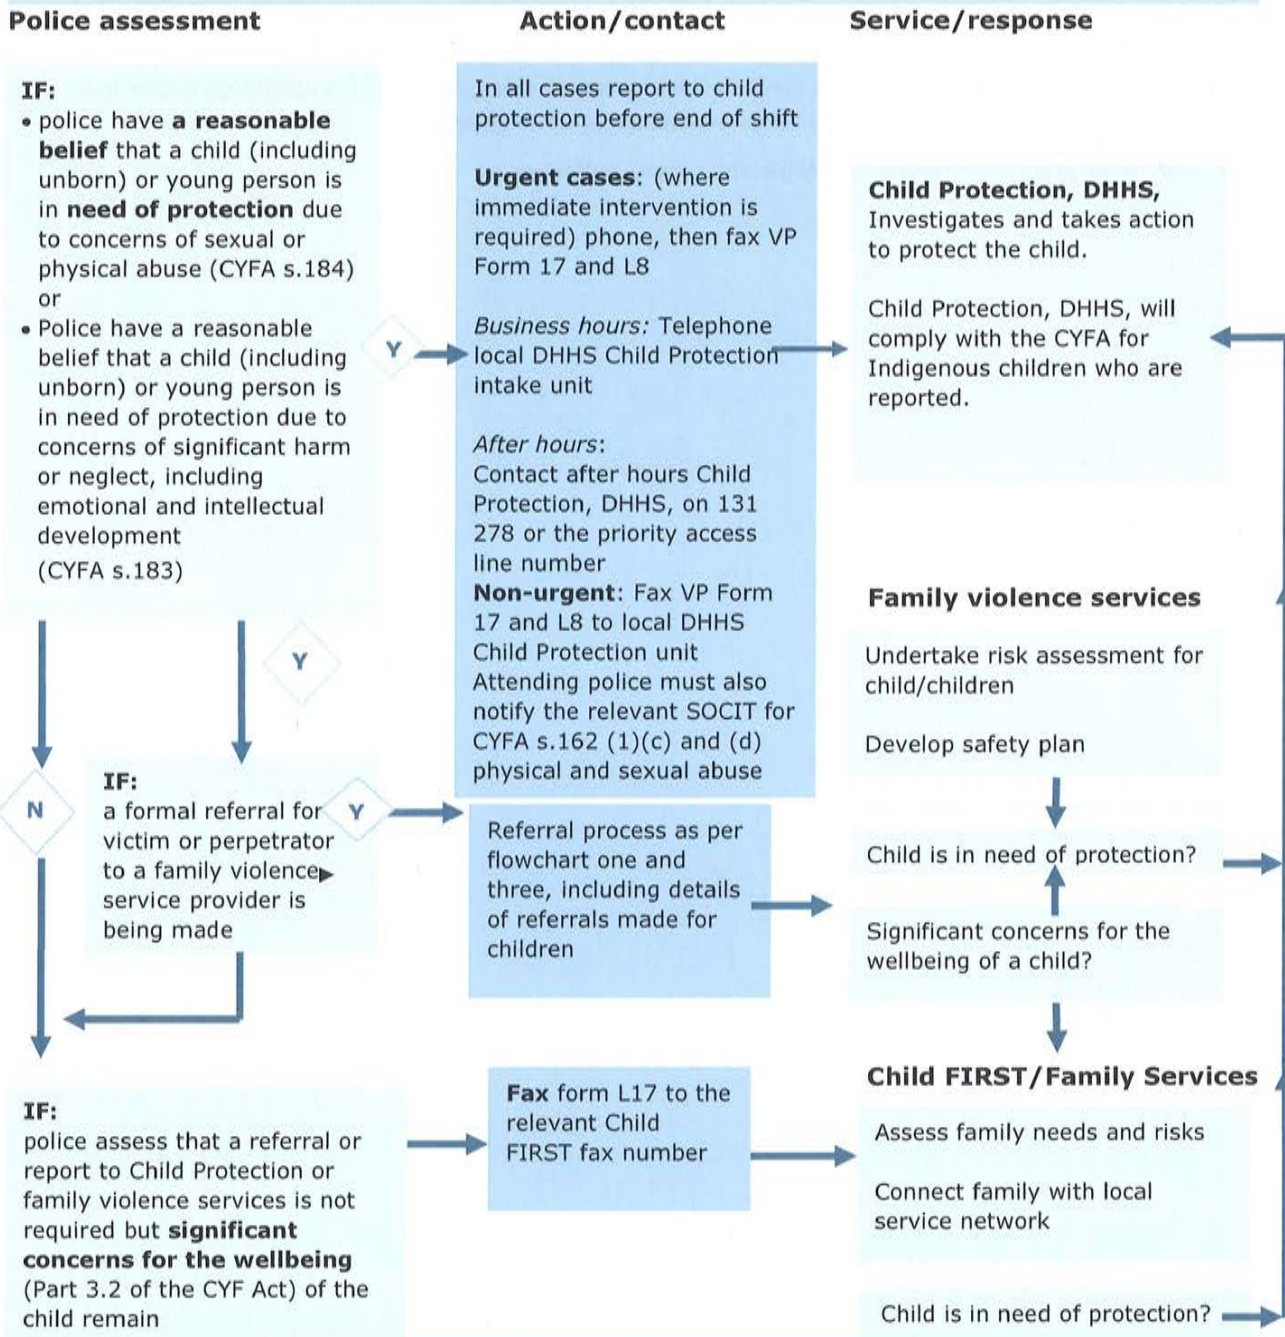 Police assessment
Action/contact
Service/response
IF:
• police have a reasonable
belief that a child (including
unborn) or young person is
in need of protection due
to concerns of sexual or
physical abuse (CYFA s.184)
or
• Police have a reasonable
belief that a child (including
unborn) or young person is
in need of protection due to
concerns of significant harm
or neglect, including
emotional and intellectual
development
(CYFA s.183)
Y
In all cases report to child
protection before end of shift
Urgent cases: (where
immediate intervention is
required) phone, then fax VP
Form 17 and L8
Business hours: Telephone
local DHHS Child Protection
intake unit
After hours:
Contact after hours Child
Protection, DHHS, on 131
278 or the priority access
line number
Non-urgent: Fax VP Form
17 and L8 to local DHHS
Child Protection unit
Attending police must also
notify the relevant SOCIT for
CYFA s.162 (1)(c) and (d)
physical and sexual abuse
Child Protection, DHHS,
Investigates and takes action
to protect the child.
Child Protection, DHHS, will
comply with the CYFA for
Indigenous children who are
reported.
Y
N
IF:
a formal referral for
victim or perpetrator
to a family violence
service provider is
being made
Y
Referral process as per
flowchart one and
three, including details
of referrals made for
children
Family violence services
Undertake risk assessment for
child/children
Develop safety plan
Child is in need of protection?
Significant concerns for the
wellbeing of a child?
IF:
police assess that a referral or
report to Child Protection or
family violence services is not
required but significant
concerns for the wellbeing
(Part 3.2 of the CYF Act) of the
child remain
Fax form L17 to the
relevant Child
FIRST fax number
Child FIRST/Family Services
Assess family needs and risks
Connect family with local
service network
Child is in need of protection?